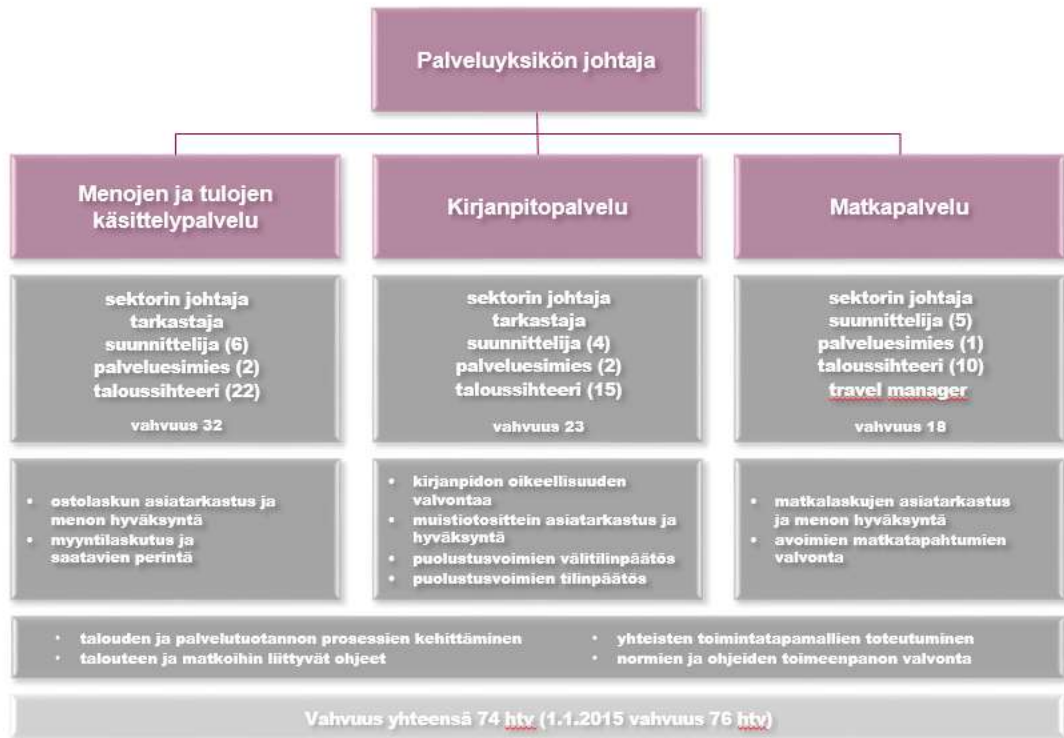 Palveluyksikön johtaja
Menojen ja tulojen
käsittelypalvelu
sektorin johtaja
tarkastaja
suunnittelija (6)
palveluesimies (2)
taloussihteeri (22)
vahvuus 32
• ostolaskun asiatarkastus ja
menon hyväksyntä
• myyntilaskutus ja
saatavien perintä
Kirjanpitopalvelu
sektorin johtaja
tarkastaja
suunnittelija (4)
palveluesimies (2)
taloussihteeri (15)
vahvuus 23
• kirjanpidon oikeellisuuden
valvontaa
• muistiotosittein asiatarkastus ja
hyväksyntä
• puolustusvoimien välitilinpäätös
• puolustusvoimien tilinpäätös
Matkapalvelu
sektorin johtaja
suunnittelija (5)
palveluesimies (1)
taloussihteeri (10)
travel manager
vahvuus 18
• matkalaskujen asiatarkastus
ja menon hyväksyntä
• avoimien matkatapahtumien
valvonta
• talouden ja palvelutuotannon prosessien kehittäminen
• talouteen ja matkoihin liittyvät ohjeet
• yhteisten toimintatapamallien toteutuminen
• normien ja ohjeiden toimeenpanon valvonta
Vahvuus yhteensä 74 htv (1.1.2015 vahvuus 76 htv)